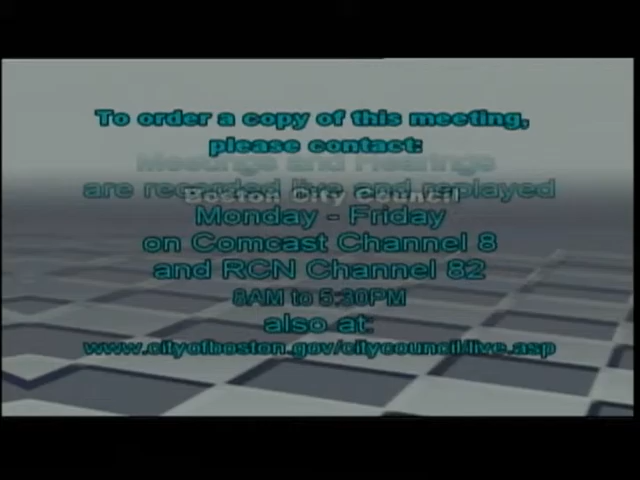 To order a copy of this meeting,
please contact:
Meetings and Hearings
are recorded live and replayed
Boston City Council
Monday - Friday
on Comcast Channel 8
and RCN Channel 82
8AM to 5:30PM
also at:
www.cityofboston.gov/citycouncil/live.asp